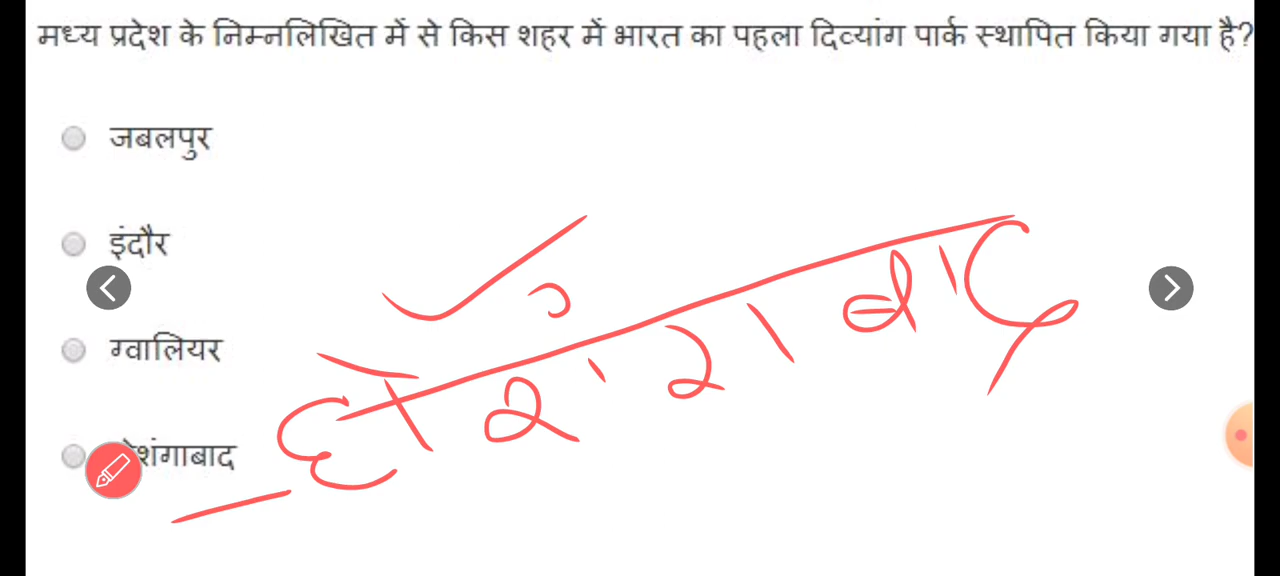 मध्य प्रदेश के निम्नलिखित में से किस शहर में भारत का पहला दिव्यांग पार्क स्थापित किया गया है?
जबलपुर
इंदौर
ग्वालियर